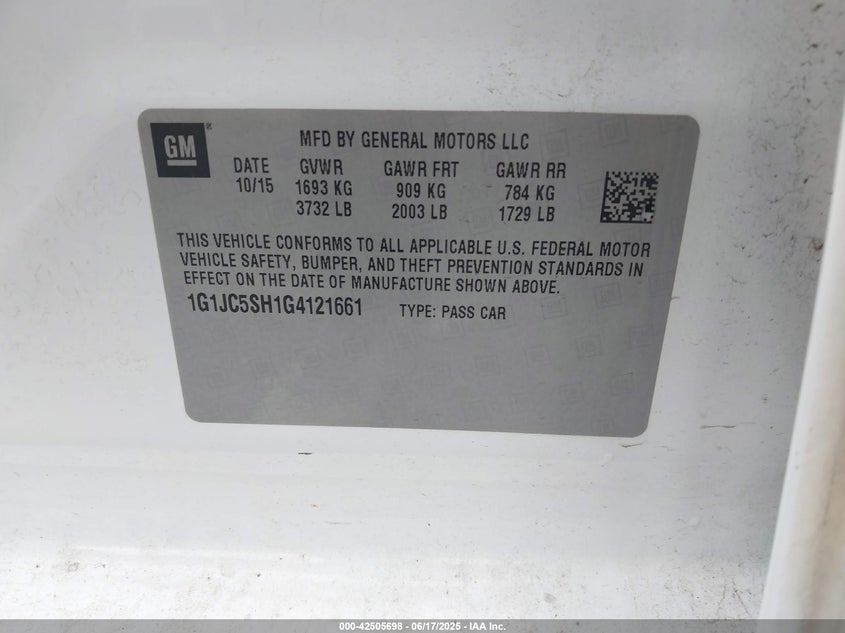 GM®
MFD BY GENERAL MOTORS LLC
DATE GVWR GAWR FRT GAWR RR
10/15 1693 KG 909 KG 784 KG
3732 LB 2003 LB 1729 LB
THIS VEHICLE CONFORMS TO ALL APPLICABLE U.S. FEDERAL MOTOR
VEHICLE SAFETY, BUMPER, AND THEFT PREVENTION STANDARDS IN
EFFECT ON THE DATE OF MANUFACTURE SHOWN ABOVE.
1G1JC5SH1G4121661 TYPE: PASS CAR
000-42505698 - 06/17/2025 - IAA Inc.